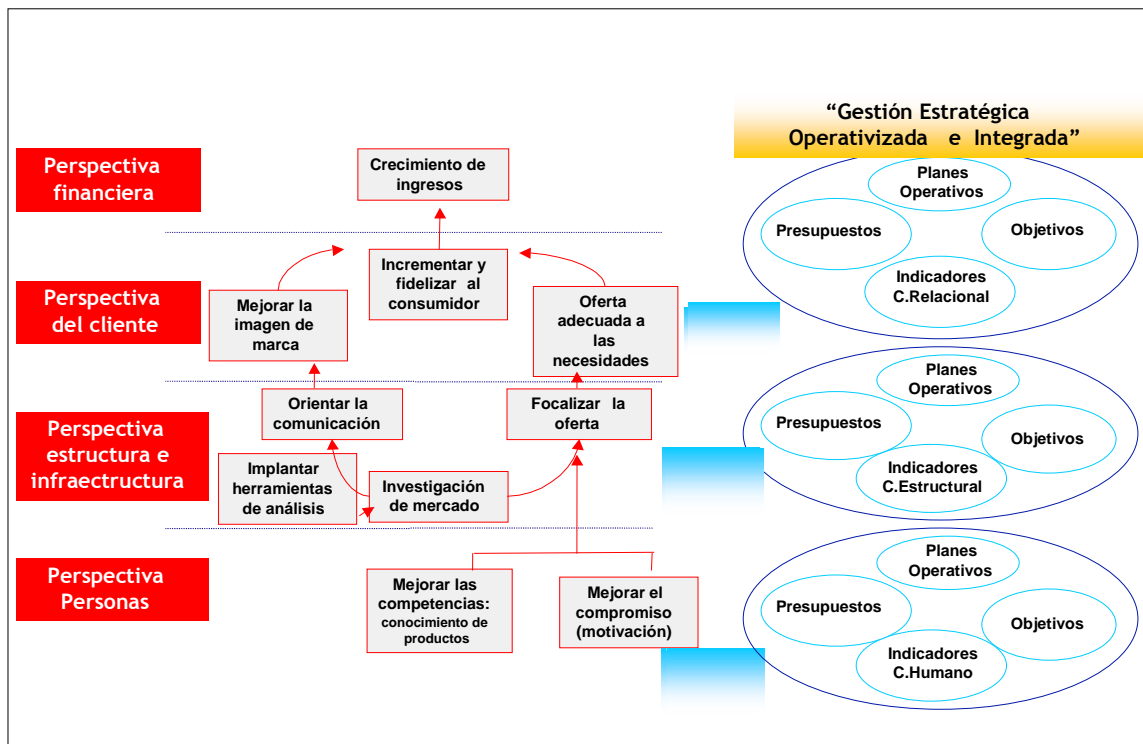 “Gestión Estratégica
Operativizada e Integrada”
Perspectiva
financiera
Crecimiento de
ingresos
Planes
Operativos
Presupuestos
Objetivos
Indicadores
C.Relacional
Perspectiva
del cliente
Mejorar la
imagen de
marca
Incrementar y
fidelizar al
consumidor
Oferta
adecuada a
las
necesidades
Perspectiva
estructura e
infraectructura
Orientar la
comunicación
Focalizar la
oferta
Implantar
herramientas
de análisis
Investigación
de mercado
Planes
Operativos
Presupuestos
Objetivos
Indicadores
C.Estructural
Perspectiva
Personas
Mejorar las
competencias:
conocimiento de
productos
Mejorar el
compromiso
(motivación)
Planes
Operativos
Presupuestos
Objetivos
Indicadores
C.Humano